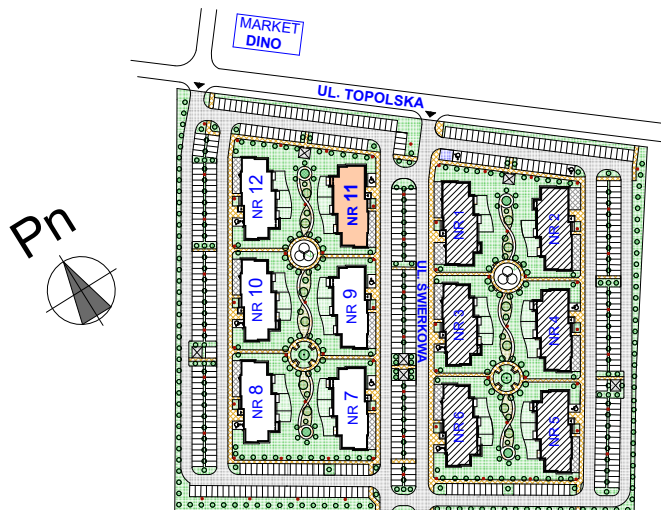 MARKET
DINO
UL. TOPOLSKA
Pn
NR 12
NR 11
NR 1
NR 2
NR 10
NR 9
UL. ŚWIERKOWA
NR 3
NR 4
NR 8
NR 7
NR 6
NR 5